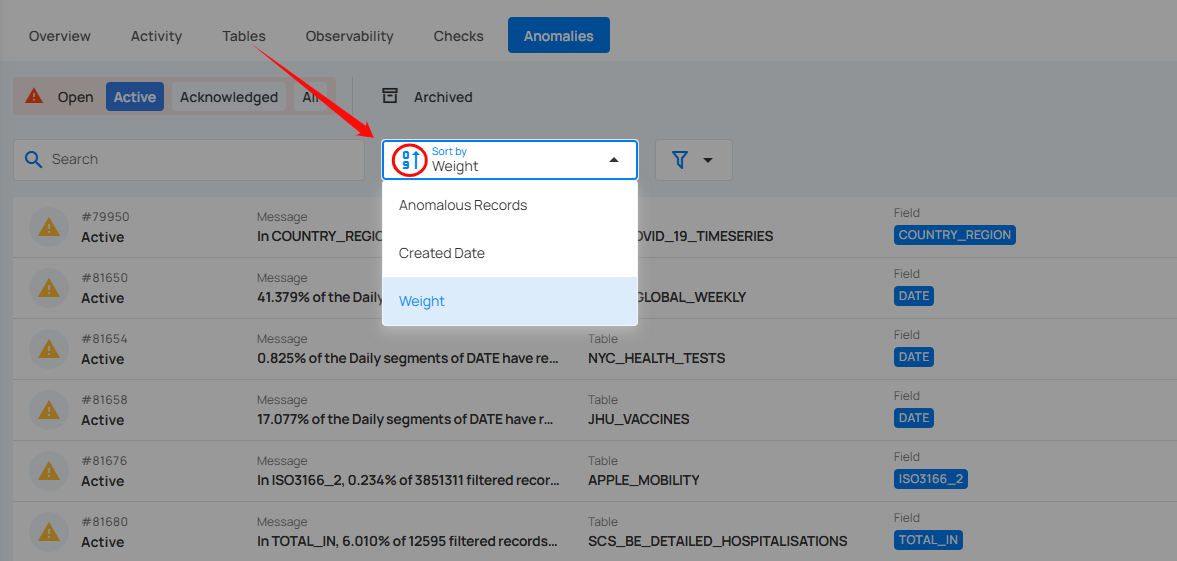 Overview Activity Tables Observability Checks Anomalies
Open Active Acknowledged All Archived
Search
Sort by
Weight
Anomalous Records
Created Date
Weight
#79950 Message Field
Active In COUNTRY_REGIO OVID_19_TIMESERIES COUNTRY_REGION
#81650 Message Field
Active 41.379% of the Daily GLOBAL_WEEKLY DATE
#81654 Message Table Field
Active 0.825% of the Daily segments of DATE have re... NYC_HEALTH_TESTS DATE
#81658 Message Table Field
Active 17.077% of the Daily segments of DATE have r... JHU_VACCINES DATE
#81676 Message Table Field
Active In ISO3166_2, 0.234% of 3851311 filtered recor... APPLE_MOBILITY ISO3166_2
#81680 Message Table Field
Active In TOTAL_IN, 6.010% of 12595 filtered records... SCS_BE_DETAILED_HOSPITALISATIONS TOTAL_IN